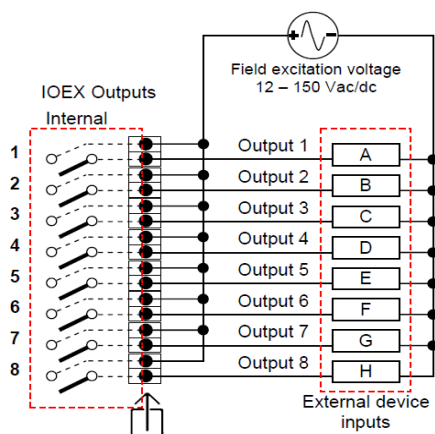 + -
Field excitation voltage
12 – 150 Vac/dc
IOEX Outputs
Internal
1 Output 1 A
2 Output 2 B
3 Output 3 C
4 Output 4 D
5 Output 5 E
6 Output 6 F
7 Output 7 G
8 Output 8 H
External device
inputs